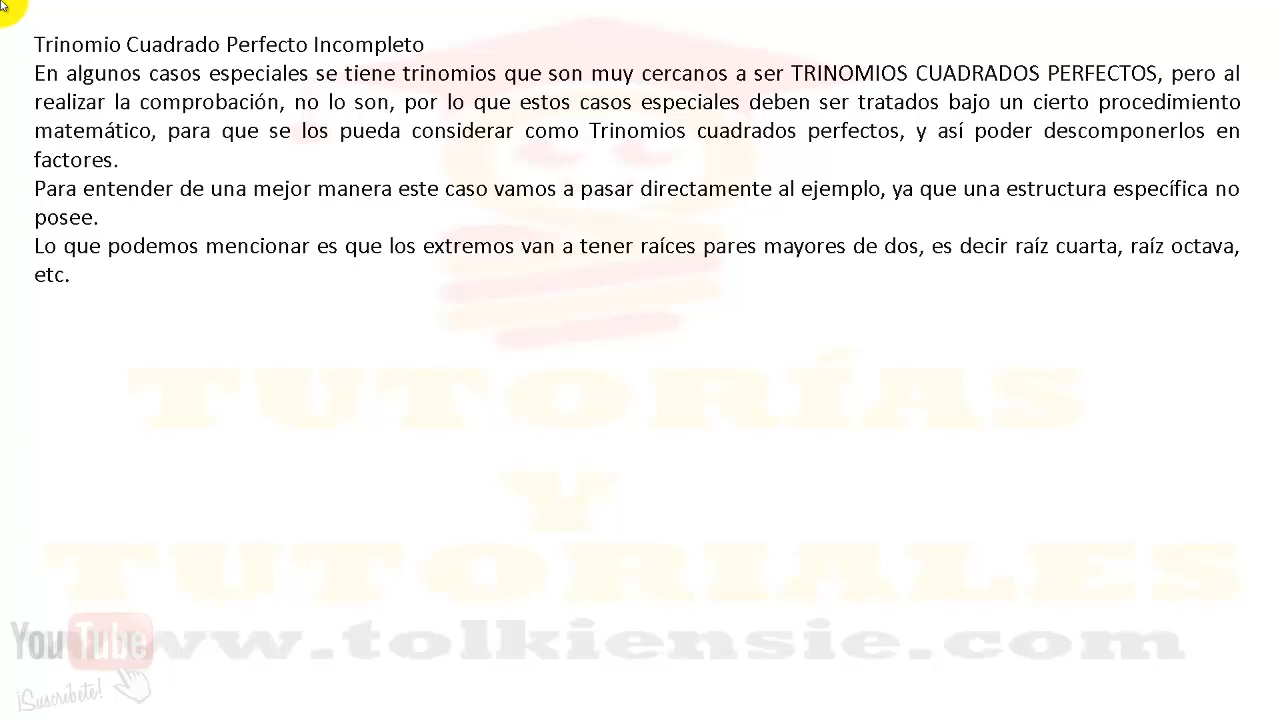 Trinomio Cuadrado Perfecto Incompleto
En algunos casos especiales se tiene trinomios que son muy cercanos a ser TRINOMIOS CUADRADOS PERFECTOS, pero al
realizar la comprobación, no lo son, por lo que estos casos especiales deben ser tratados bajo un cierto procedimiento
matemático, para que se los pueda considerar como Trinomios cuadrados perfectos, y así poder descomponerlos en
factores.
Para entender de una mejor manera este caso vamos a pasar directamente al ejemplo, ya que una estructura específica no
posee.
Lo que podemos mencionar es que los extremos van a tener raíces pares mayores de dos, es decir raíz cuarta, raíz octava,
etc.
TUTORÍAS
Y
TUTORIALES
YouTube
www.tolkiensie.com
¡Suscríbete!